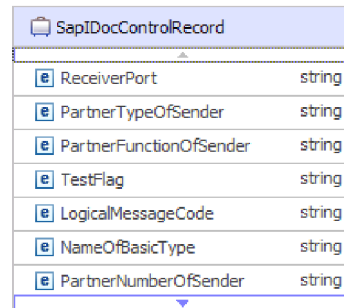 SapIDocControlRecord
e ReceiverPort string
e PartnerTypeOfSender string
e PartnerFunctionOfSender string
e TestFlag string
e LogicalMessageCode string
e NameOfBasicType string
e PartnerNumberOfSender string